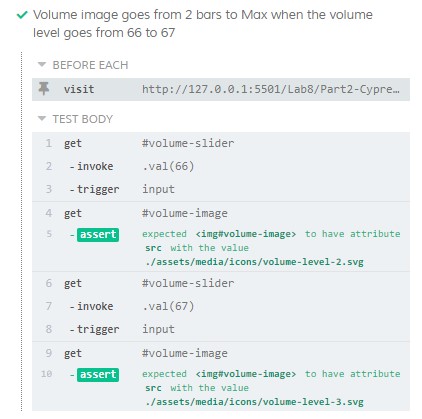 Volume image goes from 2 bars to Max when the volume
level goes from 66 to 67
BEFORE EACH
visit http://127.0.0.1:5501/Lab8/Part2-Cypre…
TEST BODY
1 get #volume-slider
2 -invoke .val(66)
3 -trigger input
4 get #volume-image
5 -assert expected <img#volume-image> to have attribute
src with the value
./assets/media/icons/volume-level-2.svg
6 get #volume-slider
7 -invoke .val(67)
8 -trigger input
9 get #volume-image
10 -assert expected <img#volume-image> to have attribute
src with the value
./assets/media/icons/volume-level-3.svg